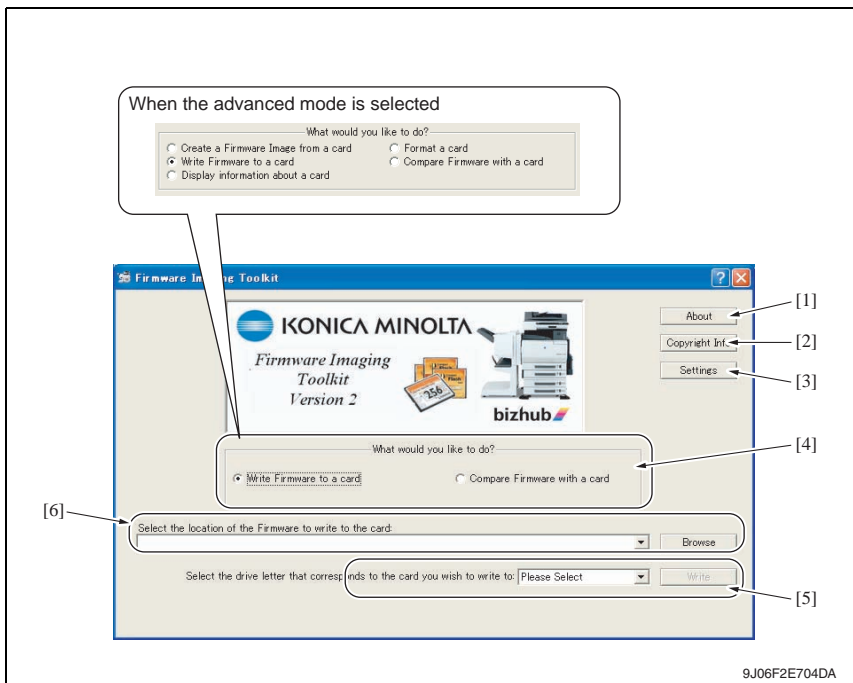 When the advanced mode is selected
What would you like to do?
Create a Firmware Image from a card
Format a card
Write Firmware to a card
Compare Firmware with a card
Display information about a card
Firmware Im ng Toolkit
KONICA MINOLTA
Firmware Imaging
Toolkit
Version 2
256
bizhub
About
[1]
Copyright Inf
[2]
Settings
[3]
What would you like to do?
[4]
Write Firmware to a card
Compare Firmware with a card
[6]
Select the location of the Firmware to write to the card:
Browse
Select the drive letter that corresponds to the card you wish to write to:
Please Select
Write
[5]
9J06F2E704DA